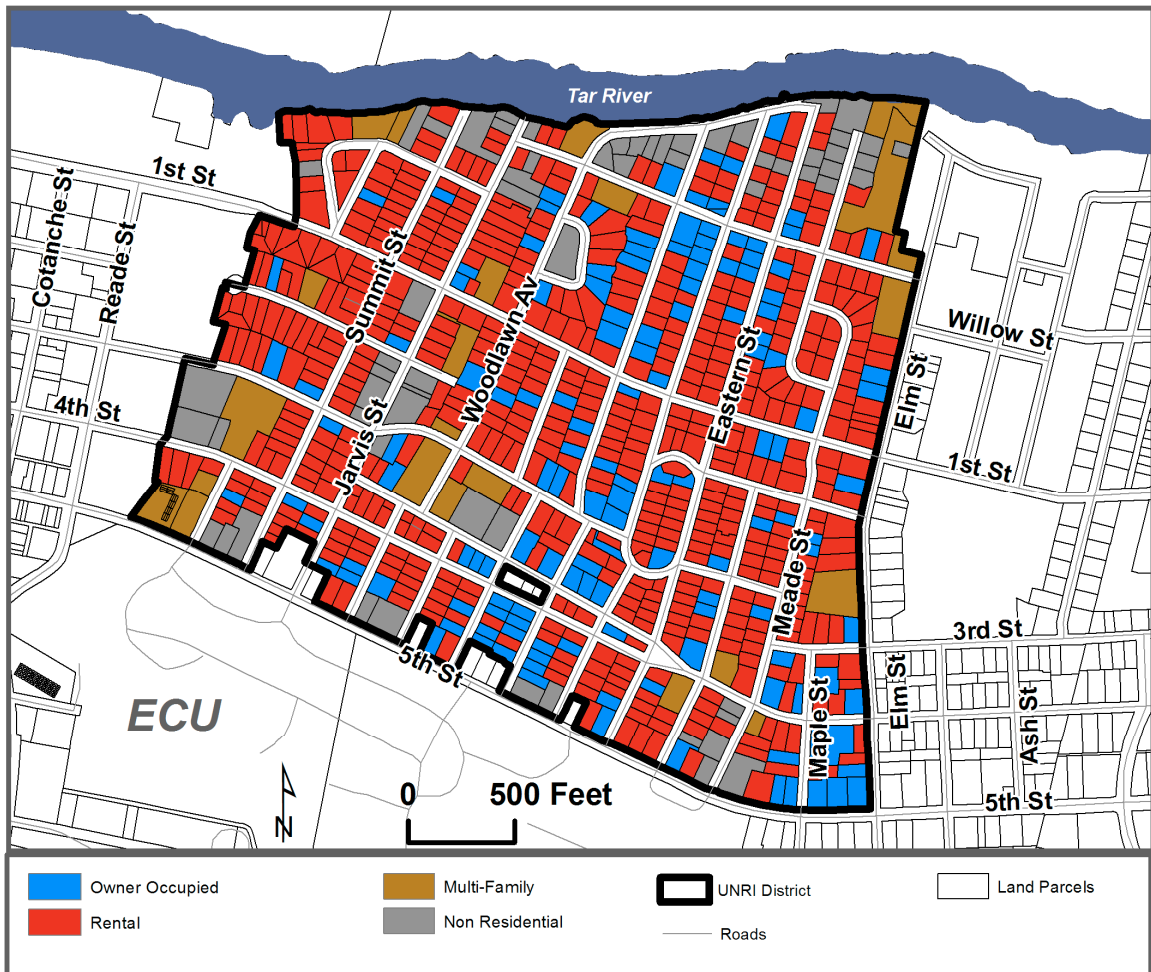 Tar River
1st St
Cotanche St
Reade St
Summit St
Woodlawn Av
Willow St
Eastern St
Elm St
4th St
Jarvis St
1st St
Meade St
3rd St
5th St
Elm St
Maple St
Ash St
ECU
0 500 Feet
5th St
N
Owner Occupied
Multi-Family
UNRI District
Land Parcels
Rental
Non Residential
Roads